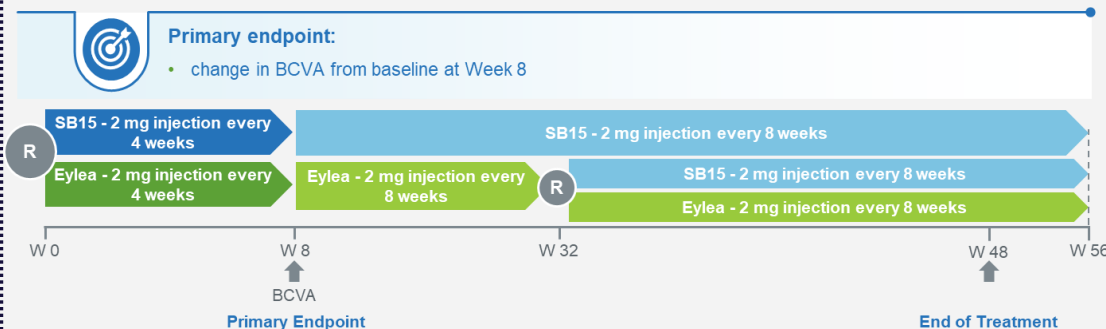 Primary endpoint:
• change in BCVA from baseline at Week 8
SB15 - 2 mg injection every
4 weeks
SB15 - 2 mg injection every 8 weeks
R
Eylea - 2 mg injection every
4 weeks
Eylea - 2 mg injection every
8 weeks
R
SB15 - 2 mg injection every 8 weeks
Eylea - 2 mg injection every 8 weeks
W 0
W 8
W 32
W 48
W 56
BCVA
Primary Endpoint
End of Treatment